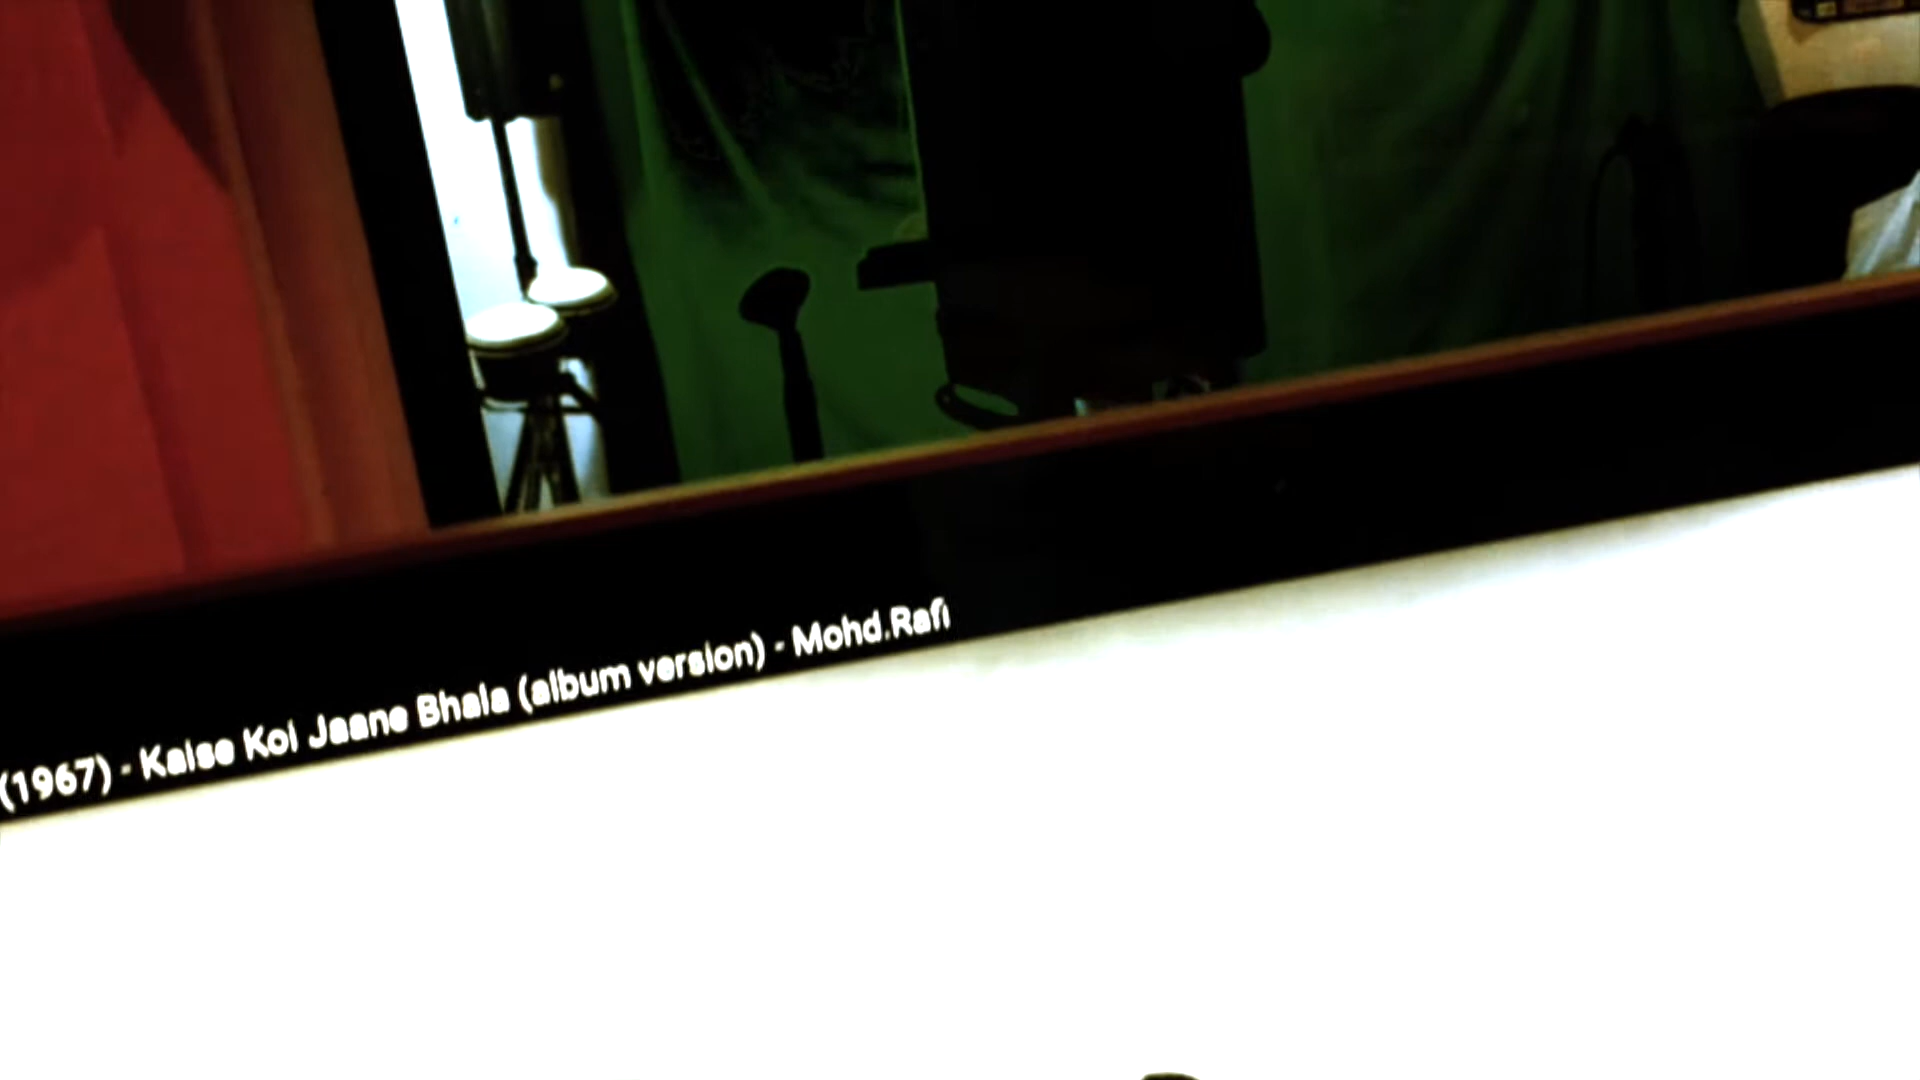 (1967) - Kaise Koi Jaane Bhala (album version) - Mohd.Rafi